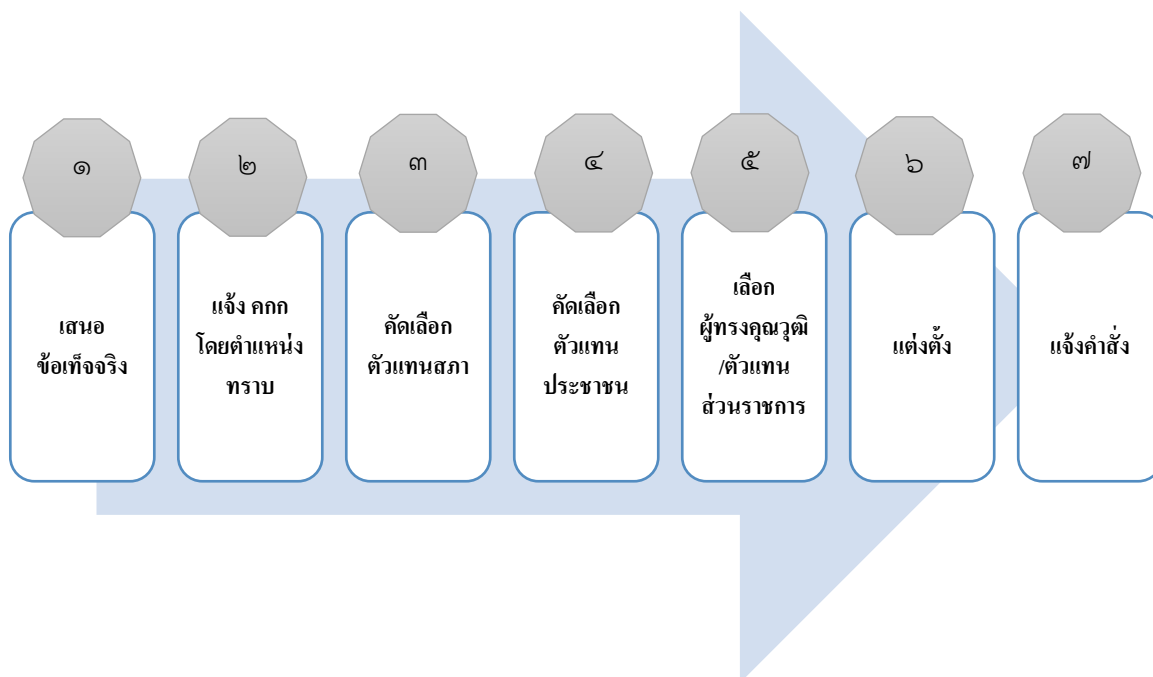 ๑
เสนอ
ข้อเท็จจริง
๒
แจ้ง คกก
โดยตำแหน่ง
ทราบ
๓
คัดเลือก
ตัวแทนสภา
๔
คัดเลือก
ตัวแทน
ประชาชน
๕
เลือก
ผู้ทรงคุณวุฒิ
/ตัวแทน
ส่วนราชการ
๖
แต่งตั้ง
๗
แจ้งคำสั่ง